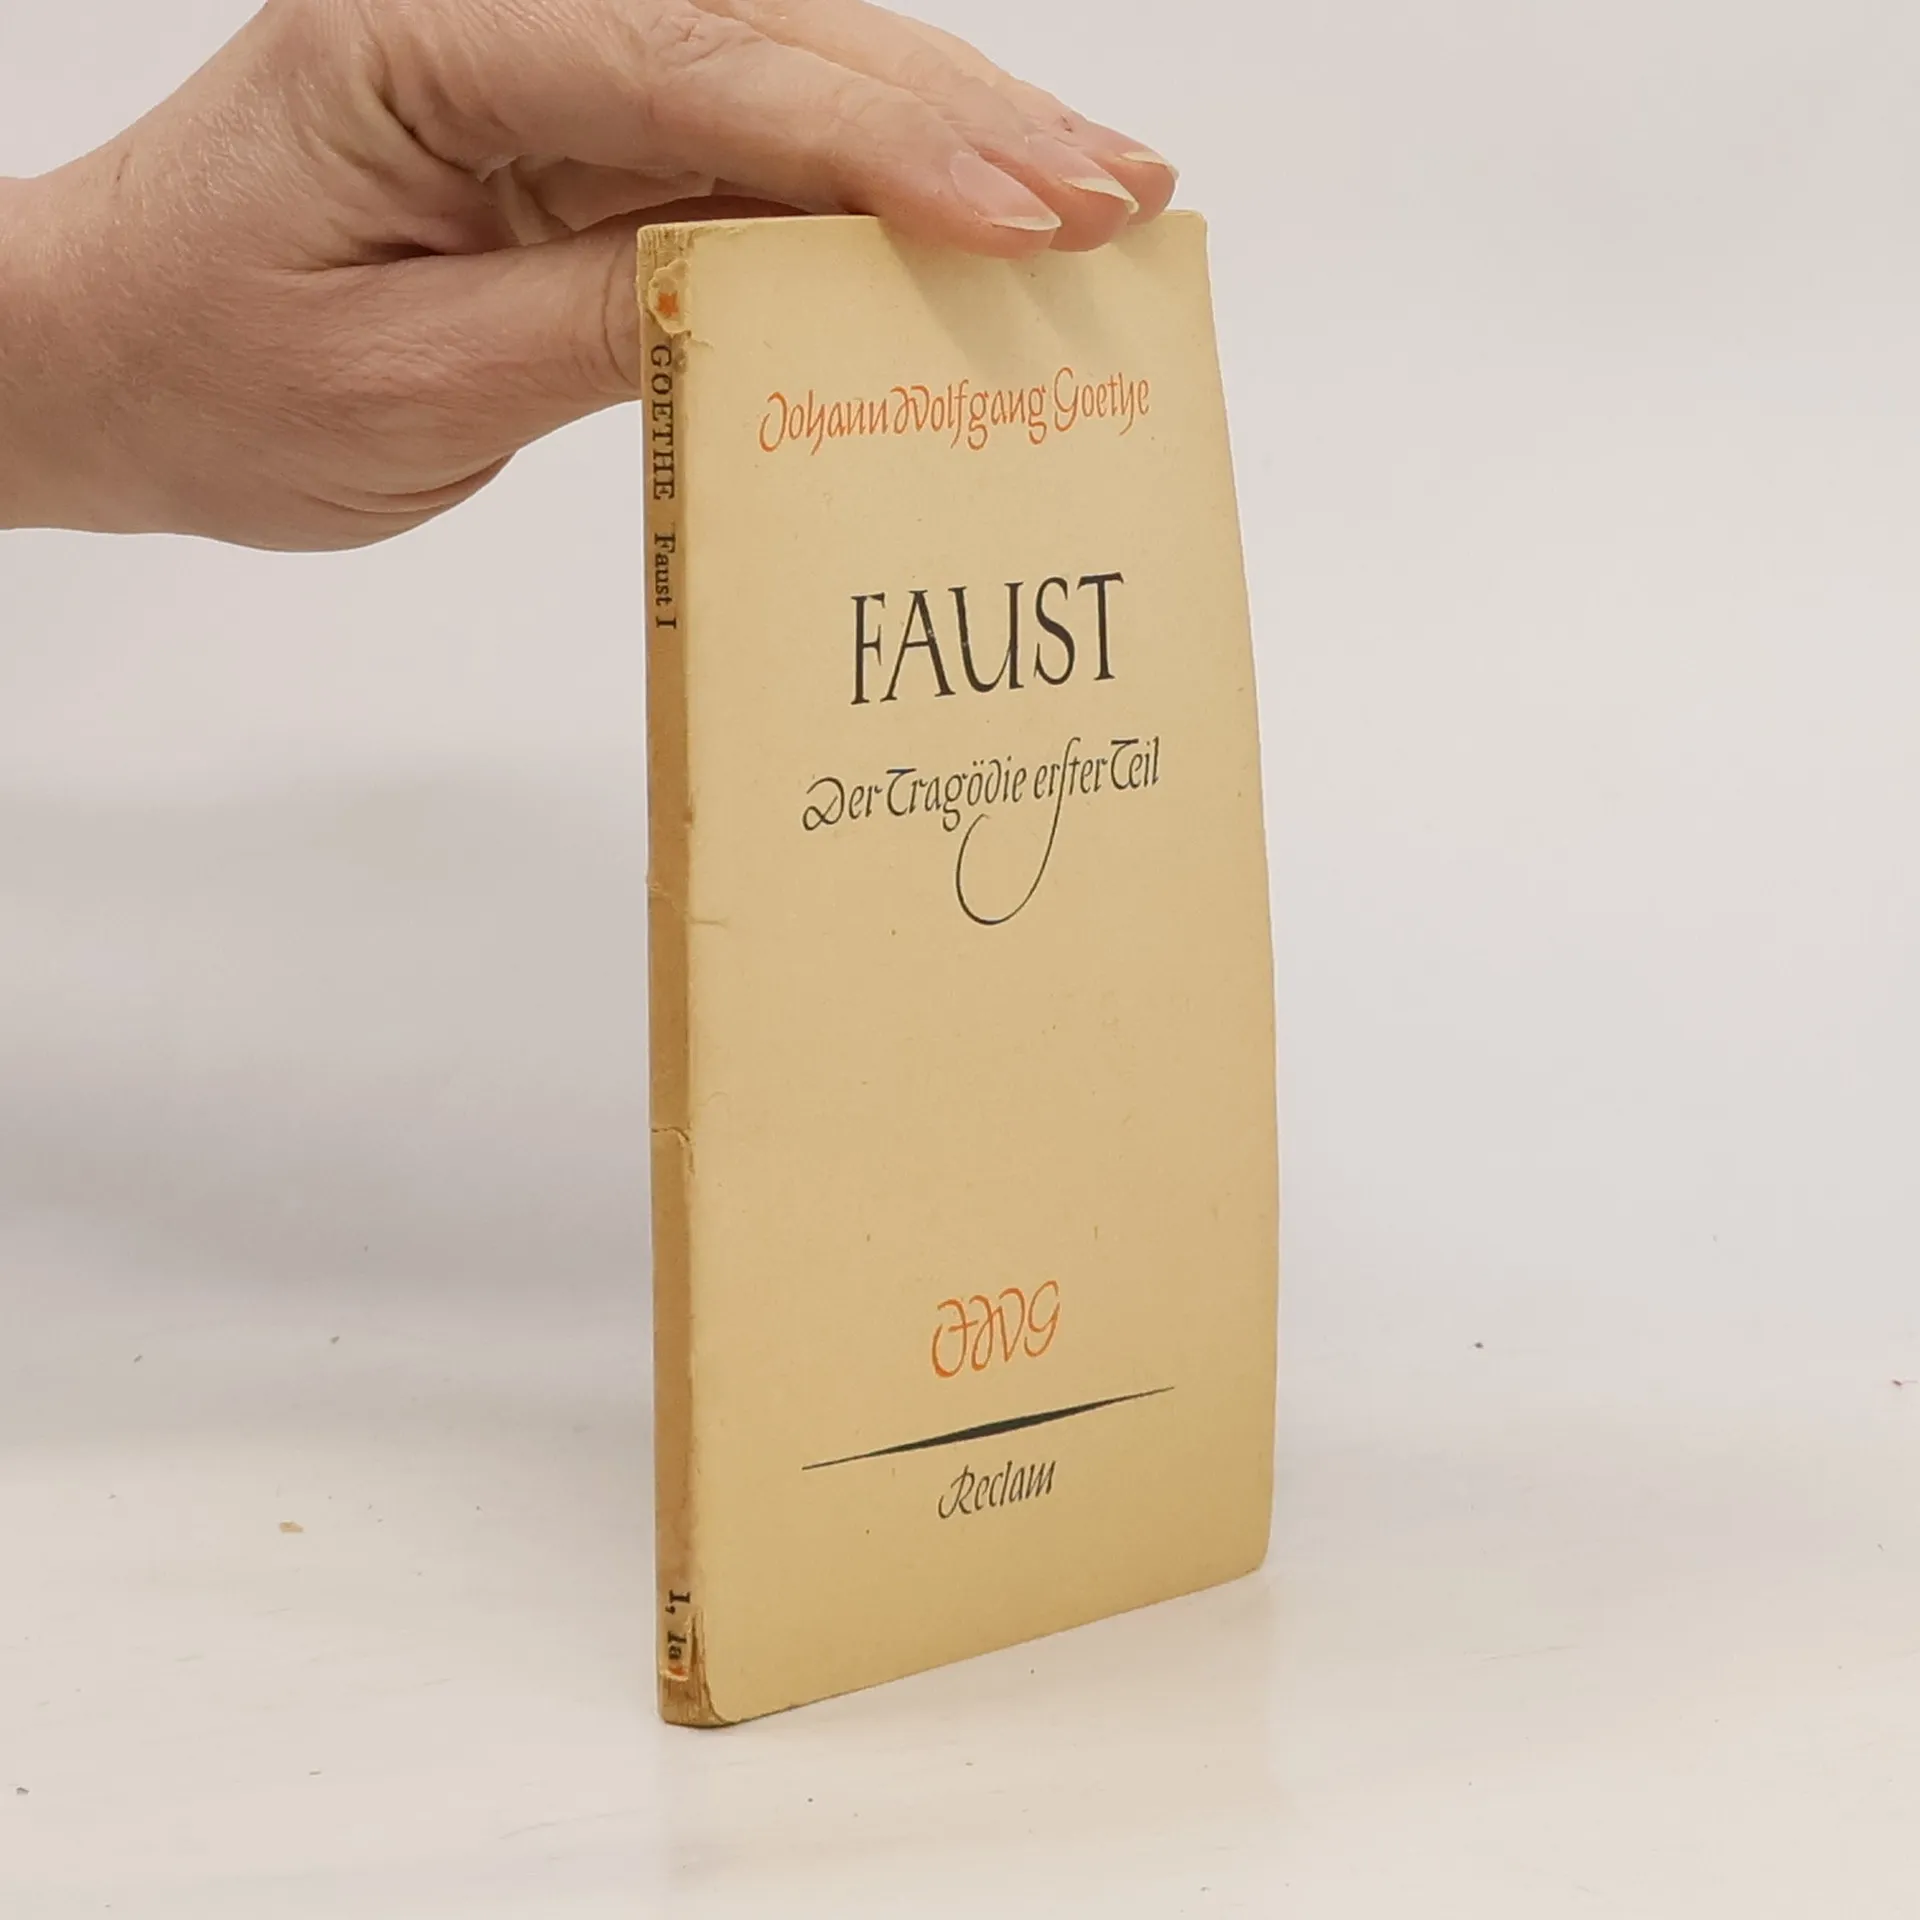 Johann Wolfgang Goethe
FAUST
Der Tragödie erſter Teil
JWG
Reclam
GOETHE Faust I
1, 1a